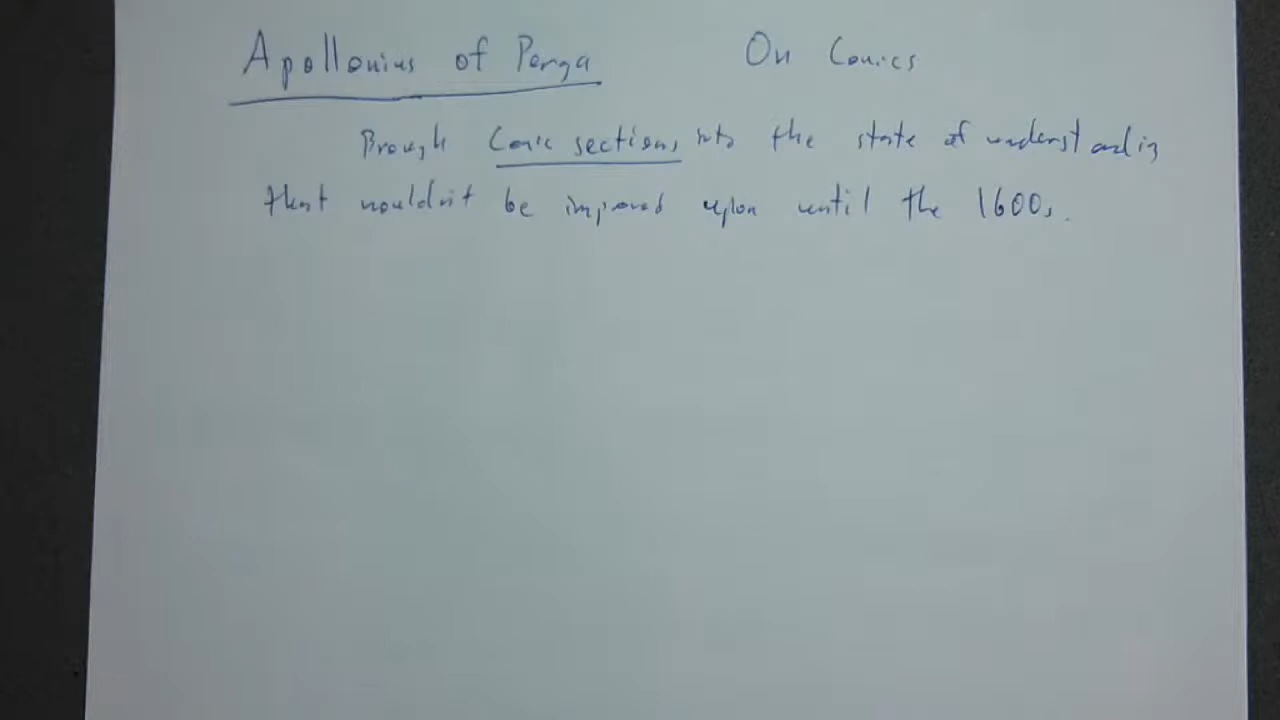 Apollonius of Perga On Conics
Brough Conic sections into the state of understanding
that wouldn't be improved upon until the 1600s.